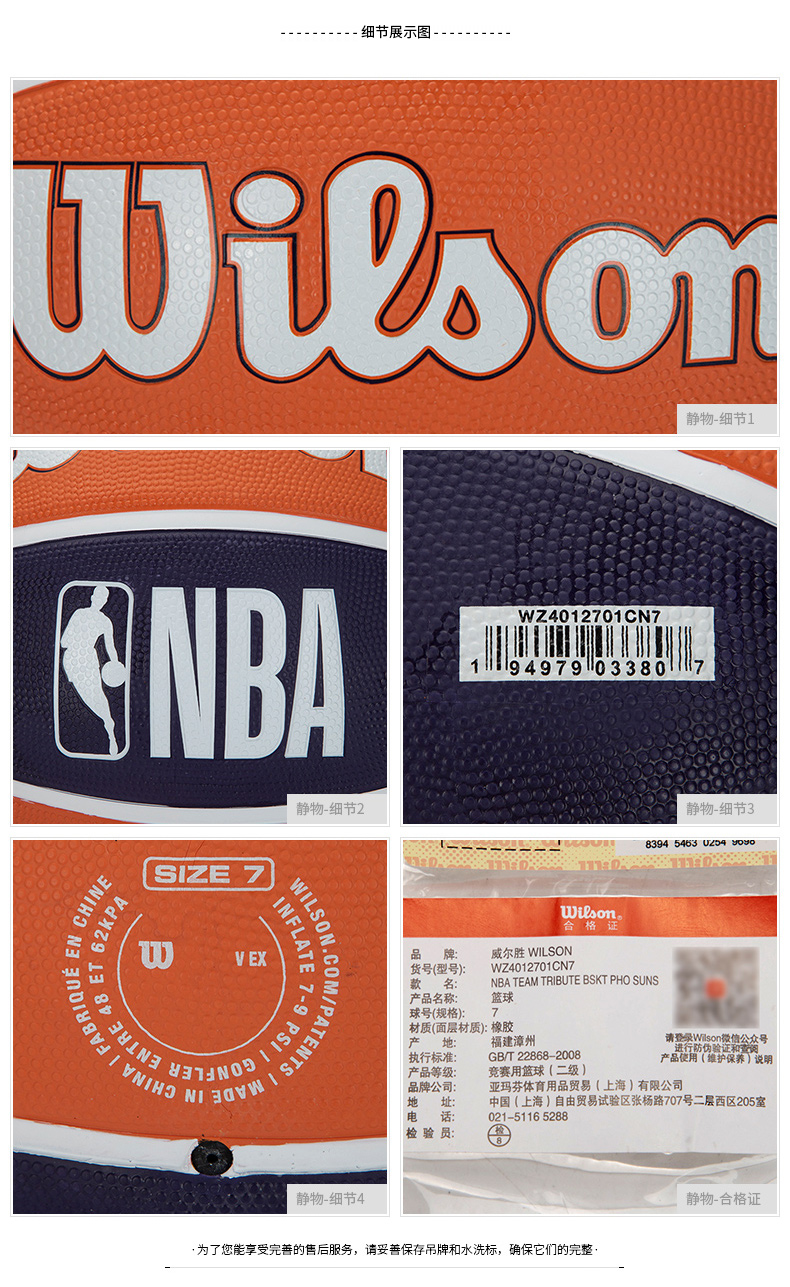 ----------细节展示图----------
Wilson
静物-细节1
NBA
静物-细节2
WZ4012701CN7
1 94979 03380 7
静物-细节3
SIZE 7
WILSON.COM/PATENTS | MADE IN CHINA | FABRIQUÉ EN CHINE
INFLATE 7-9 PSI | GONFLER ENTRE 48 ET 62KPA
W
V EX
静物-细节4
8394 5463 0254 9698
Wilson
合格证
品 牌: 威尔胜 WILSON
货号(型号): WZ4012701CN7
款 名: NBA TEAM TRIBUTE BSKT PHO SUNS
产品名称: 篮球
球号(规格): 7
材质(面层材质): 橡胶
产 地: 福建漳州
执行标准: GB/T 22868-2008
产品等级: 竞赛用篮球（二级）
品牌公司: 亚玛芬体育用品贸易（上海）有限公司
地 址: 中国（上海）自由贸易试验区张杨路707号二层西区205室
电 话: 021-5116 5288
检 验 员: 检 8
请登录Wilson微信公众号
进行防伪验证和查阅
产品使用（维护保养）说明
静物-合格证
·为了您能享受完善的售后服务，请妥善保存吊牌和水洗标，确保它们的完整·